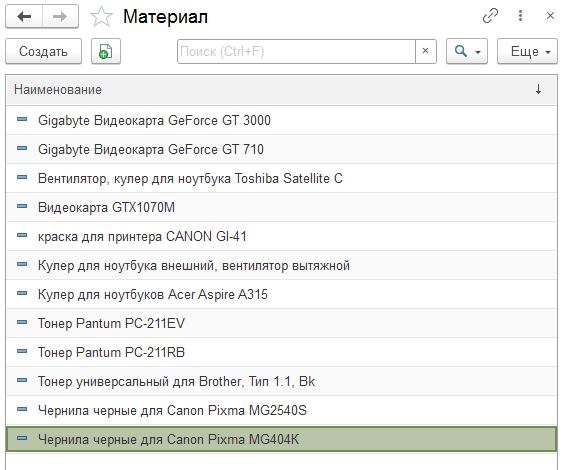 Материал
Создать
Поиск (Ctrl+F)
×
Еще
Наименование
Gigabyte Видеокарта GeForce GT 3000
Gigabyte Видеокарта GeForce GT 710
Вентилятор, кулер для ноутбука Toshiba Satellite C
Видеокарта GTX1070M
краска для принтера CANON GI-41
Кулер для ноутбука внешний, вентилятор вытяжной
Кулер для ноутбуков Acer Aspire A315
Тонер Pantum PC-211EV
Тонер Pantum PC-211RB
Тонер универсальный для Brother, Тип 1.1, Bk
Чернила черные для Canon Pixma MG2540S
Чернила черные для Canon Pixma MG404K